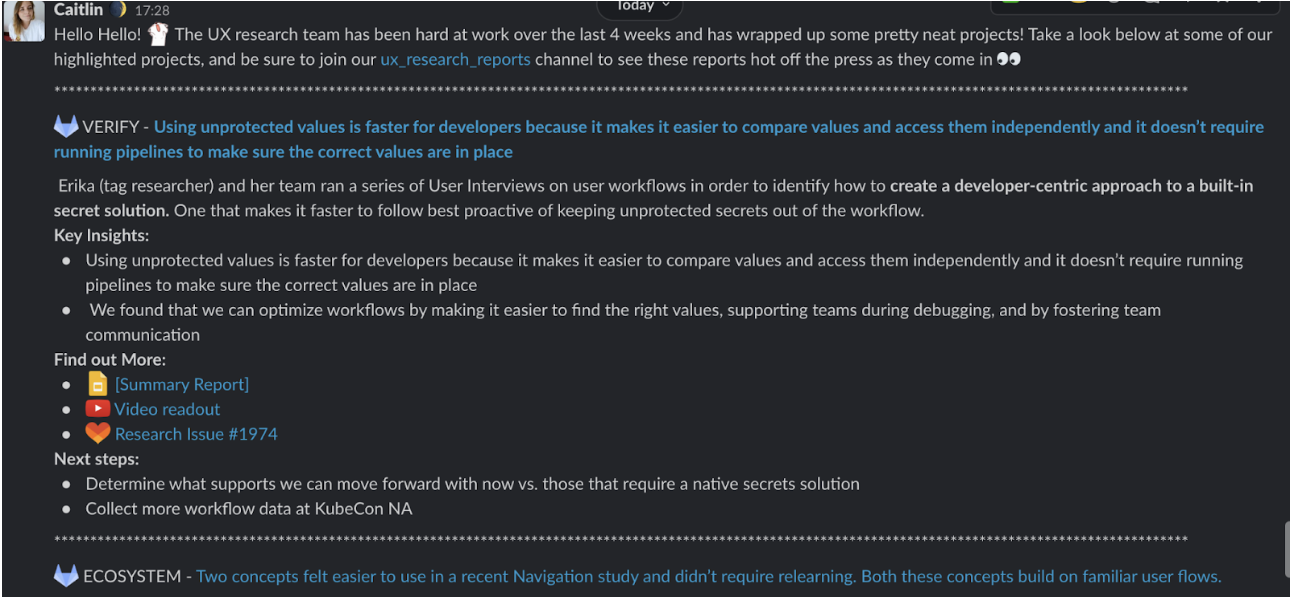 Today
Caitlin 17:28
Hello Hello! The UX research team has been hard at work over the last 4 weeks and has wrapped up some pretty neat projects! Take a look below at some of our
highlighted projects, and be sure to join our ux_research_reports channel to see these reports hot off the press as they come in
************************************************************************************************************************************************
VERIFY - Using unprotected values is faster for developers because it makes it easier to compare values and access them independently and it doesn't require
running pipelines to make sure the correct values are in place
Erika (tag researcher) and her team ran a series of User Interviews on user workflows in order to identify how to create a developer-centric approach to a built-in
secret solution. One that makes it faster to follow best proactive of keeping unprotected secrets out of the workflow.
Key Insights:
• Using unprotected values is faster for developers because it makes it easier to compare values and access them independently and it doesn't require running
pipelines to make sure the correct values are in place
• We found that we can optimize workflows by making it easier to find the right values, supporting teams during debugging, and by fostering team
communication
Find out More:
• [Summary Report]
• Video readout
• Research Issue #1974
Next steps:
• Determine what supports we can move forward with now vs. those that require a native secrets solution
• Collect more workflow data at KubeCon NA
************************************************************************************************************************************************
ECOSYSTEM - Two concepts felt easier to use in a recent Navigation study and didn't require relearning. Both these concepts build on familiar user flows.